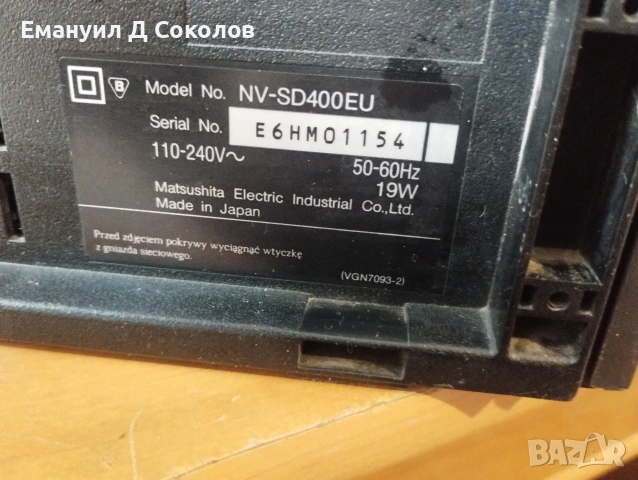 Емануил Д Соколов
B
Model No. NV-SD400EU
Serial No. E6HM01154
110-240V~ 50-60Hz
19W
Matsushita Electric Industrial Co.,Ltd.
Made in Japan
Przed zdjęciem pokrywy wyciągnąć wtyczkę
z gniazda sieciowego.
(VGN7093-2)
BAZAR